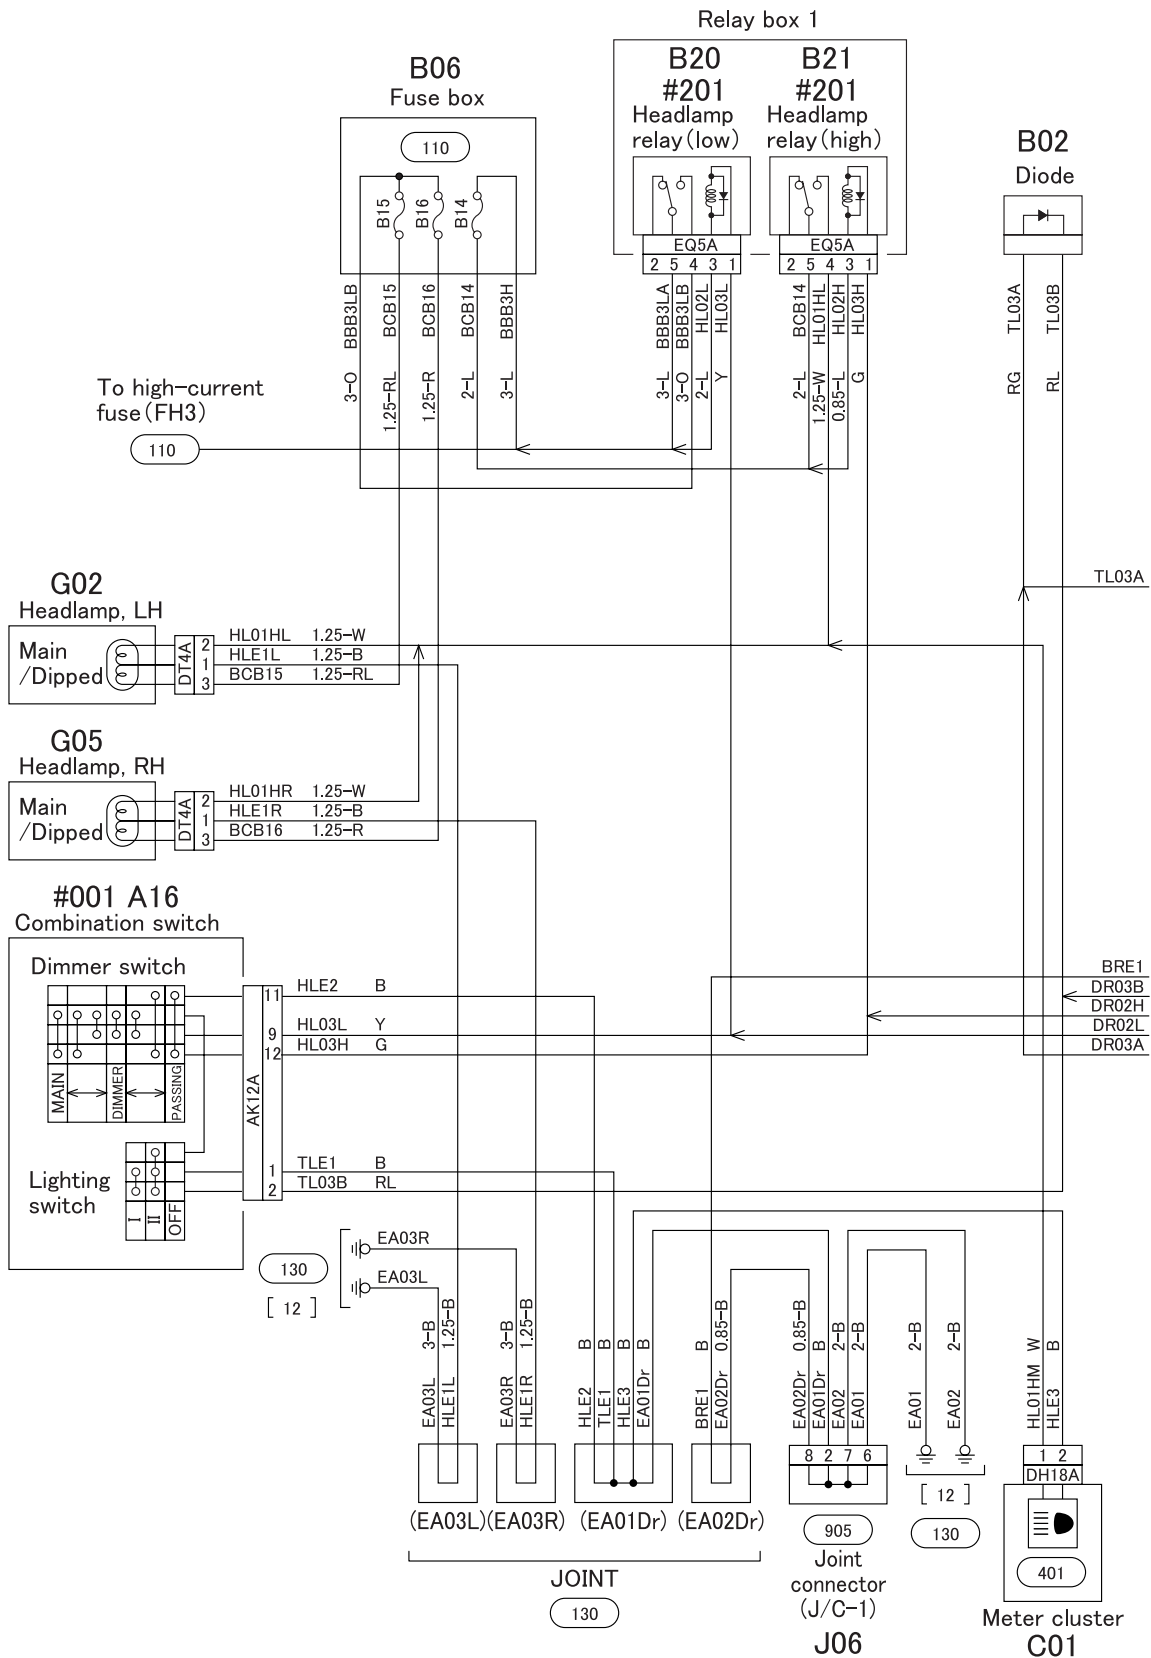 Relay box 1
B20
#201
Headlamp
relay(low)
B21
#201
Headlamp
relay(high)
B06
Fuse box
110
B15
B16
B14
B02
Diode
EQ5A
2 5 4 3 1
EQ5A
2 5 4 3 1
3-O BBB3LB
1.25-RL BCB15
1.25-R BCB16
2-L BCB14
3-L BBB3H
3-L BBB3LA
3-O BBB3LB
2-L HL02L
Y HL03L
2-L BCB14
1.25-W HL01HL
0.85-L HL02H
G HL03H
RG TL03A
RL TL03B
To high-current
fuse(FH3)
110
TL03A
G02
Headlamp, LH
Main
/Dipped
DT4A
2 HL01HL 1.25-W
1 HLE1L 1.25-B
3 BCB15 1.25-RL
G05
Headlamp, RH
Main
/Dipped
DT4A
2 HL01HR 1.25-W
1 HLE1R 1.25-B
3 BCB16 1.25-R
#001 A16
Combination switch
Dimmer switch
MAIN
DIMMER
PASSING
AK12A
11 HLE2 B
9 HL03L Y
12 HL03H G
1 TLE1 B
2 TL03B RL
Lighting
switch
I
II
OFF
BRE1
DR03B
DR02H
DR02L
DR03A
130
[ 12 ]
EA03R
EA03L
EA03L 3-B
HLE1L 1.25-B
EA03R 3-B
HLE1R 1.25-B
HLE2 B
TLE1 B
HLE3 B
EA01Dr B
BRE1 B
EA02Dr 0.85-B
EA02Dr 0.85-B
EA01Dr B
EA02 2-B
EA01 2-B
EA01 2-B
EA02 2-B
HL01HM W
HLE3 B
8 2 7 6
1 2
DH18A
[ 12 ]
130
(EA03L)
(EA03R)
(EA01Dr)
(EA02Dr)
JOINT
130
905
Joint
connector
(J/C-1)
J06
401
Meter cluster
C01